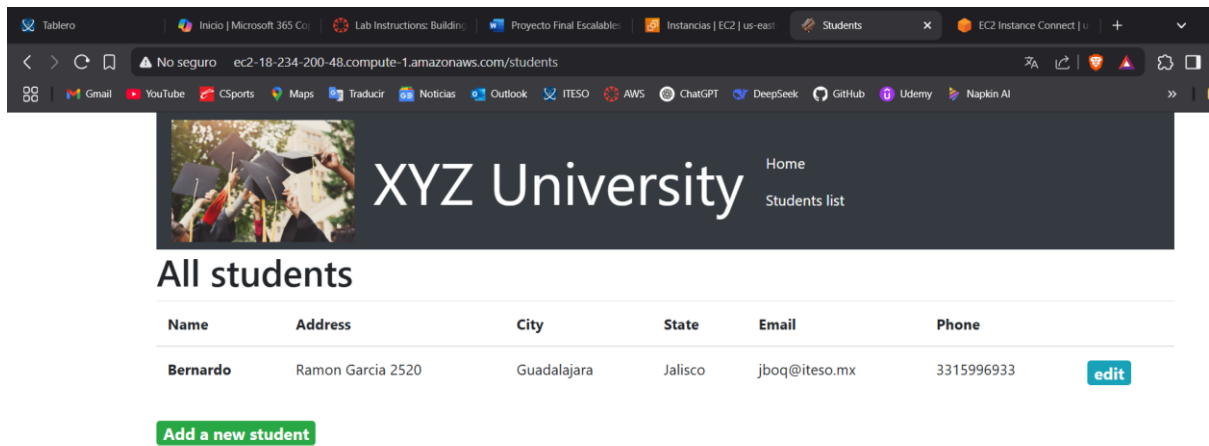 Tablero
Inicio | Microsoft 365 Cop
Lab Instructions: Building
Proyecto Final Escalables
Instancias | EC2 | us-east
Students
EC2 Instance Connect | u
No seguro ec2-18-234-200-48.compute-1.amazonaws.com/students
Gmail YouTube CSports Maps Traducir Noticias Outlook ITESO AWS ChatGPT DeepSeek GitHub Udemy Napkin AI
XYZ University
Home
Students list
All students
Name Address City State Email Phone
Bernardo Ramon Garcia 2520 Guadalajara Jalisco jboq@iteso.mx 3315996933 edit
Add a new student